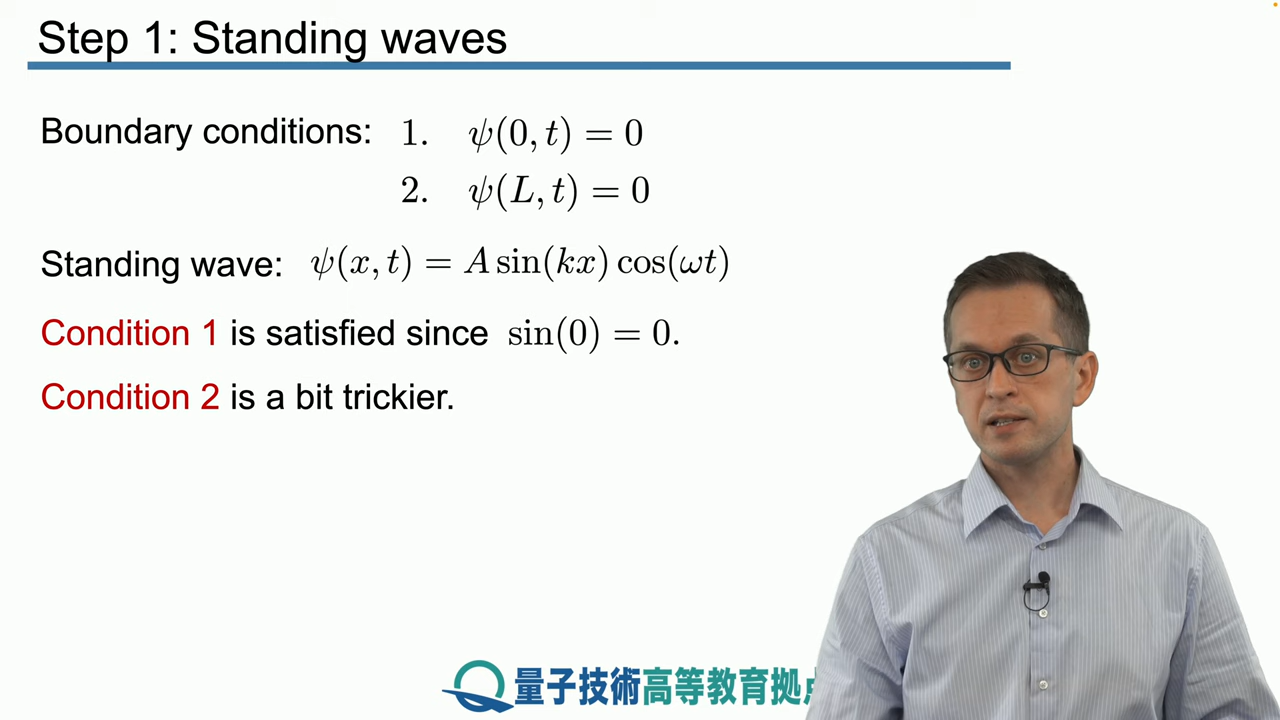 Step 1: Standing waves
Boundary conditions: 1. ψ(0, t) = 0
2. ψ(L, t) = 0
Standing wave: ψ(x, t) = A sin(kx) cos(ωt)
Condition 1 is satisfied since sin(0) = 0.
Condition 2 is a bit trickier.
量子技術高等教育拠点